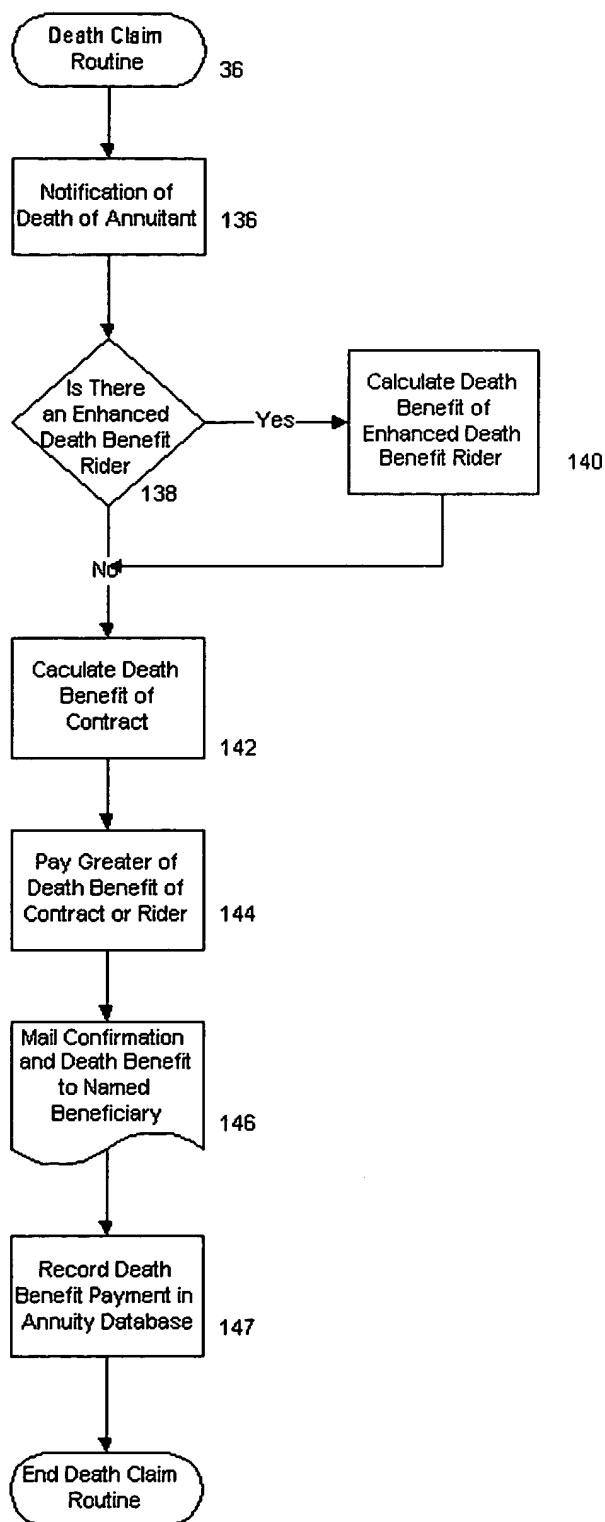 Death Claim
Routine
36
Notification of
Death of Annuitant
136
Is There
an Enhanced
Death Benefit
Rider
138
Yes
Calculate Death
Benefit of
Enhanced Death
Benefit Rider
140
No
Caculate Death
Benefit of
Contract
142
Pay Greater of
Death Benefit of
Contract or Rider
144
Mail Confirmation
and Death Benefit
to Named
Beneficiary
146
Record Death
Benefit Payment in
Annuity Database
147
End Death Claim
Routine